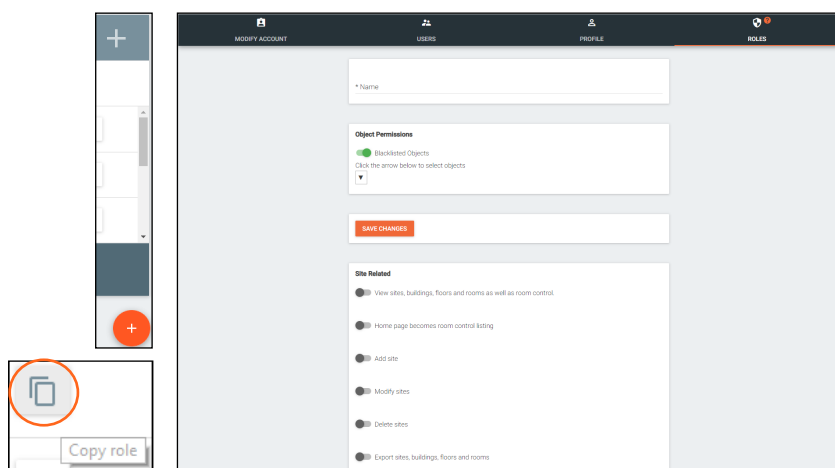 MODIFY ACCOUNT
USERS
PROFILE
?
ROLES
* Name
Object Permissions
Blacklisted Objects
Click the arrow below to select objects
SAVE CHANGES
Site Related
View sites, buildings, floors and rooms as well as room control.
Home page becomes room control listing
Add site
Modify sites
Delete sites
Export sites, buildings, floors and rooms
Copy role